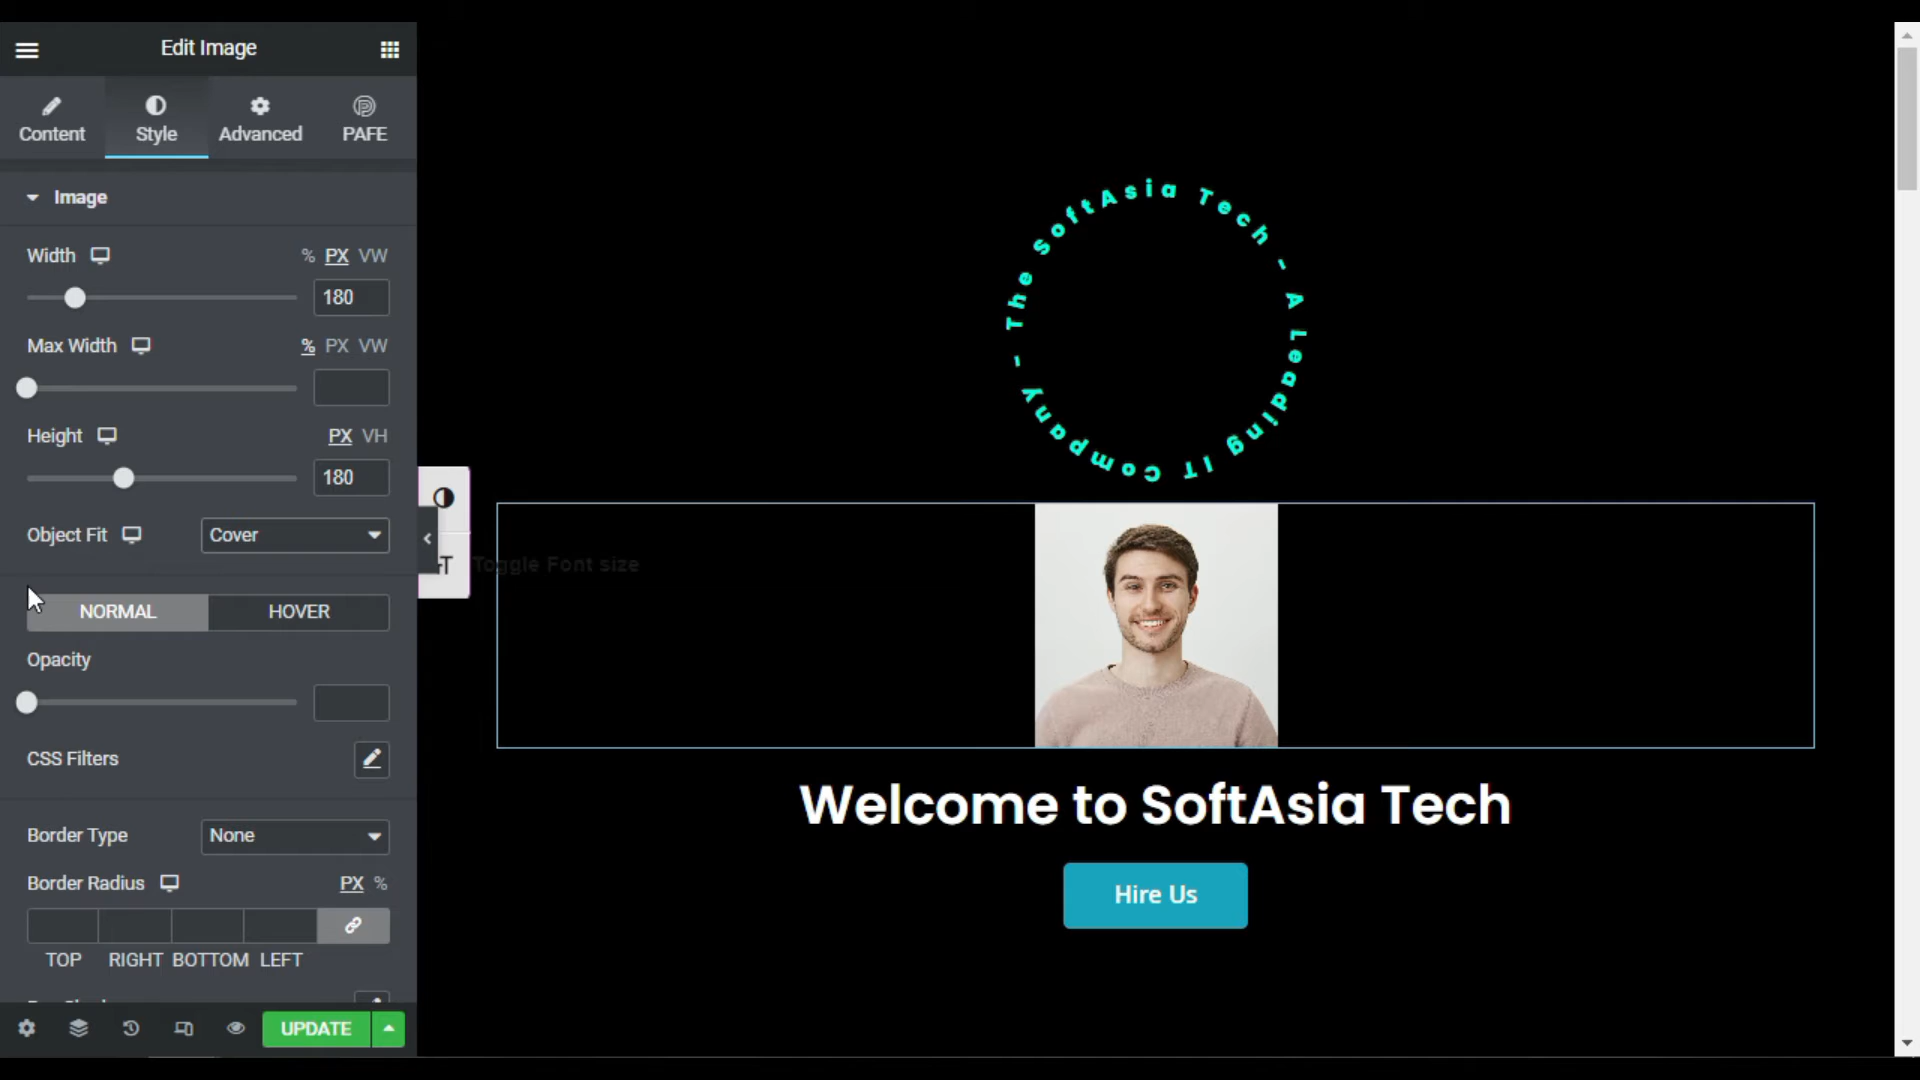 Edit Image
Content
Style
Advanced
PAFE
Image
Width
% PX VW
180
Max Width
% PX VW
Height
PX VH
180
Object Fit
Cover
NORMAL
HOVER
Opacity
CSS Filters
Border Type
None
Border Radius
PX %
TOP RIGHT BOTTOM LEFT
UPDATE
The SoftAsia Tech - A Leading IT Company -
T
Toggle Font size
Welcome to SoftAsia Tech
Hire Us